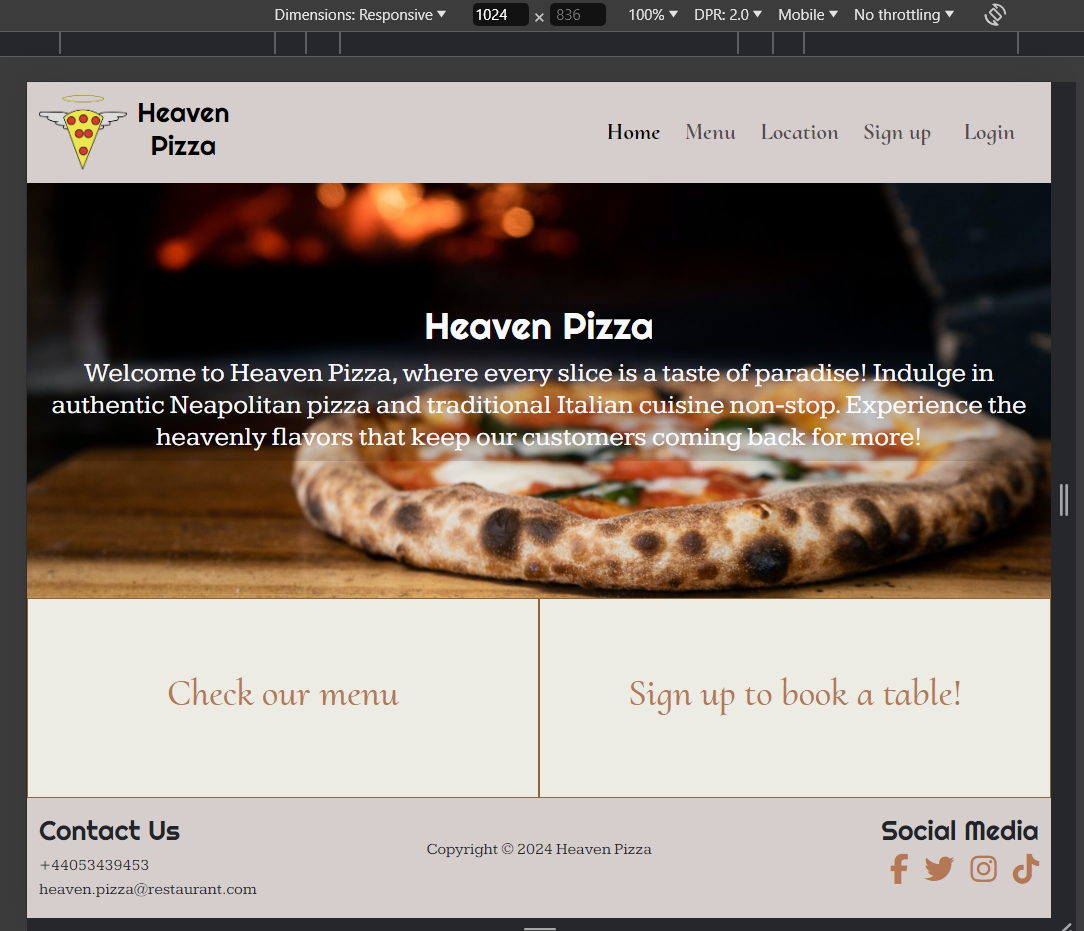 Dimensions: Responsive 1024 × 836 100% DPR: 2.0 Mobile No throttling
Heaven
Pizza
Home Menu Location Sign up Login
Heaven Pizza
Welcome to Heaven Pizza, where every slice is a taste of paradise! Indulge in
authentic Neapolitan pizza and traditional Italian cuisine non-stop. Experience the
heavenly flavors that keep our customers coming back for more!
Check our menu
Sign up to book a table!
Contact Us
+44053439453
heaven.pizza@restaurant.com
Copyright © 2024 Heaven Pizza
Social Media